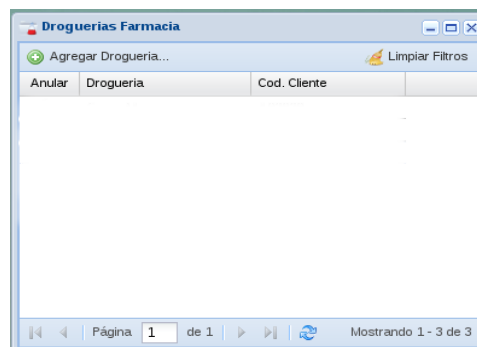 Droguerias Farmacia
Agregar Drogueria... Limpiar Filtros
Anular Drogueria Cod. Cliente
Página 1 de 1 Mostrando 1 - 3 de 3